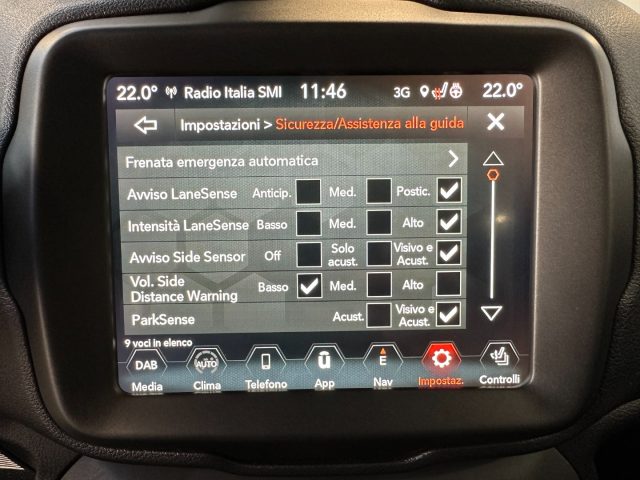 22.0° Radio Italia SMI 11:46 3G 22.0°
Impostazioni > Sicurezza/Assistenza alla guida
Frenata emergenza automatica
Avviso LaneSense Anticip. Med. Postic.
Intensità LaneSense Basso Med. Alto
Avviso Side Sensor Off Solo acust. Visivo e Acust.
Vol. Side
Distance Warning Basso Med. Alto
ParkSense Acust. Visivo e Acust.
9 voci in elenco
DAB AUTO E
Media Clima Telefono App Nav Impostaz. Controlli